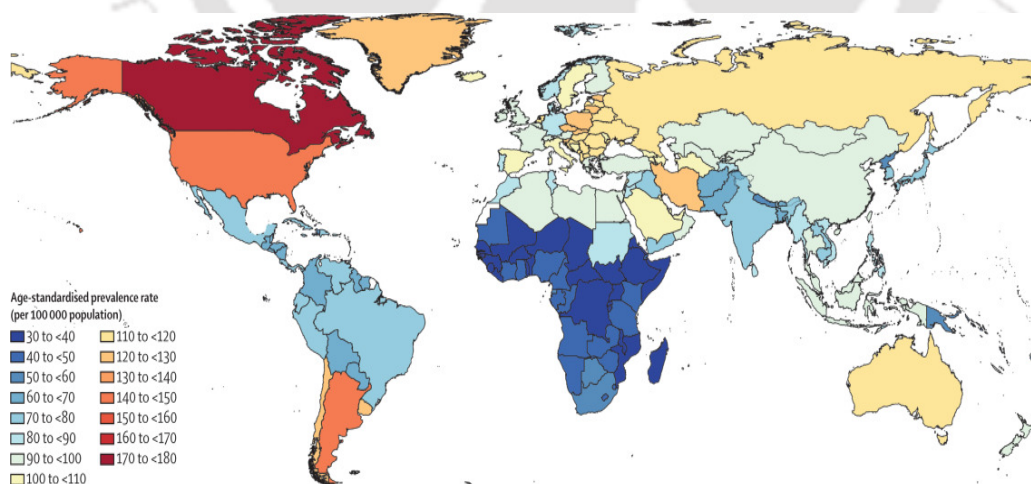 Age-standardised prevalence rate
(per 100 000 population)
30 to <40
40 to <50
50 to <60
60 to <70
70 to <80
80 to <90
90 to <100
100 to <110
110 to <120
120 to <130
130 to <140
140 to <150
150 to <160
160 to <170
170 to <180